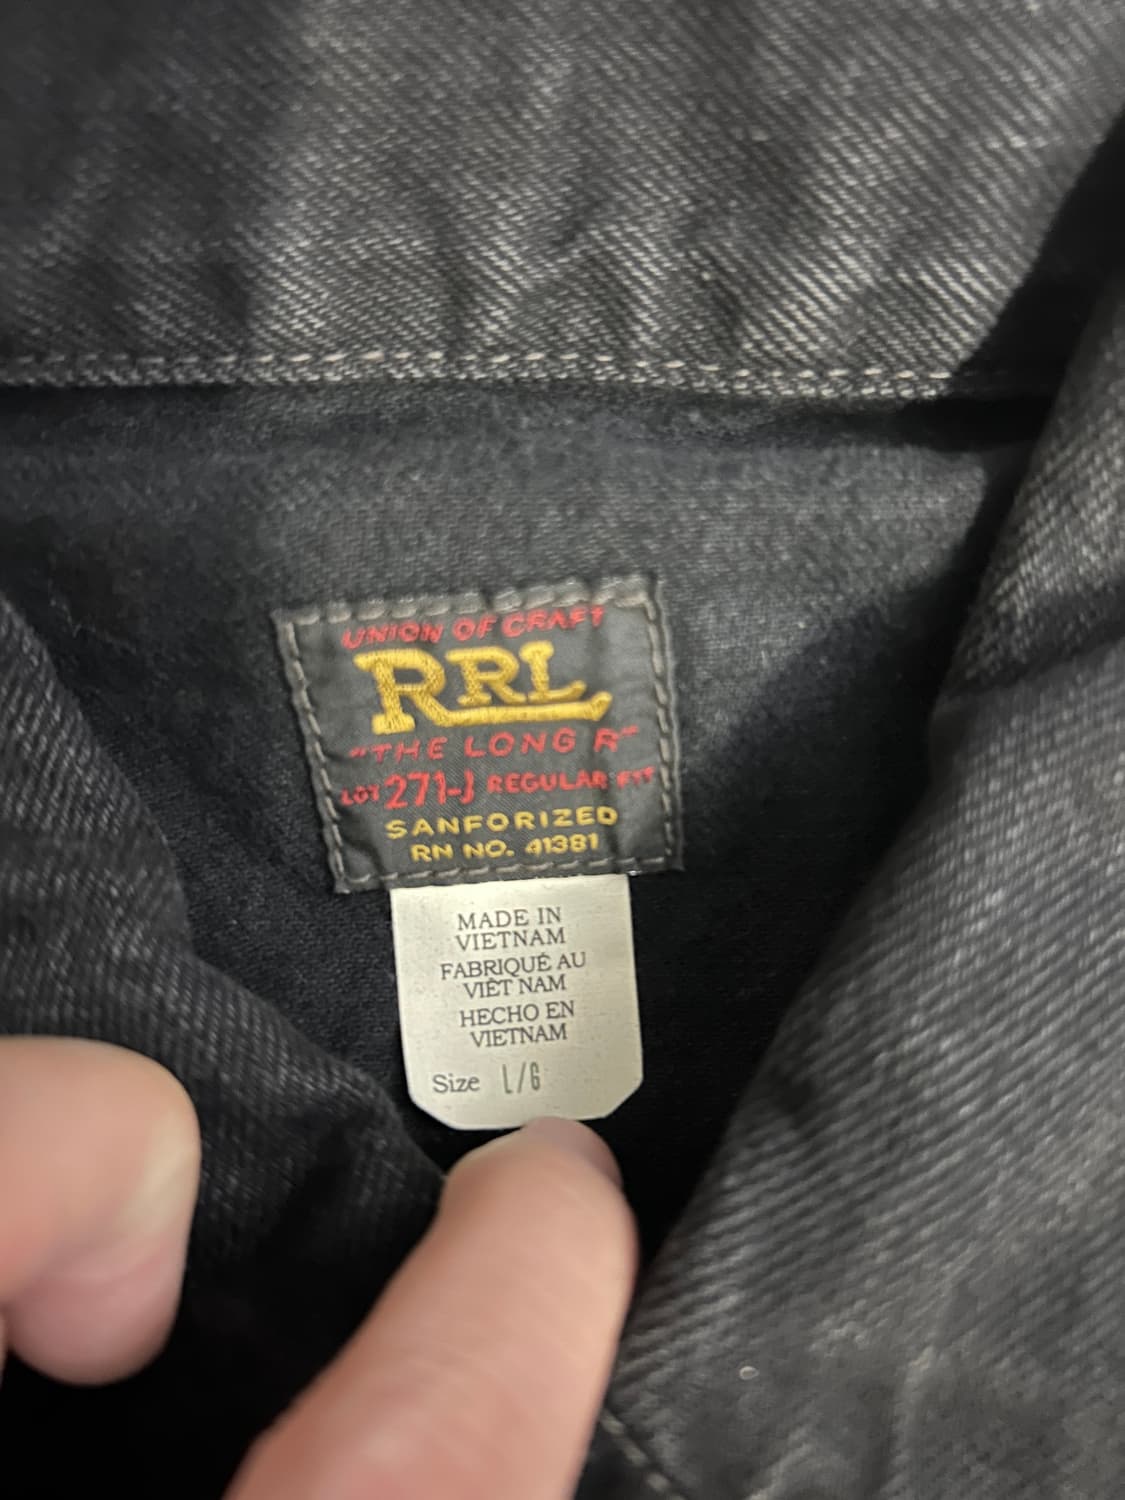 UNION OF CRAFT
RRL
"THE LONG R"
LOT 271-J REGULAR FIT
SANFORIZED
RN NO. 41381
MADE IN
VIETNAM
FABRIQUÉ AU
VIÊT NAM
HECHO EN
VIETNAM
Size L/G